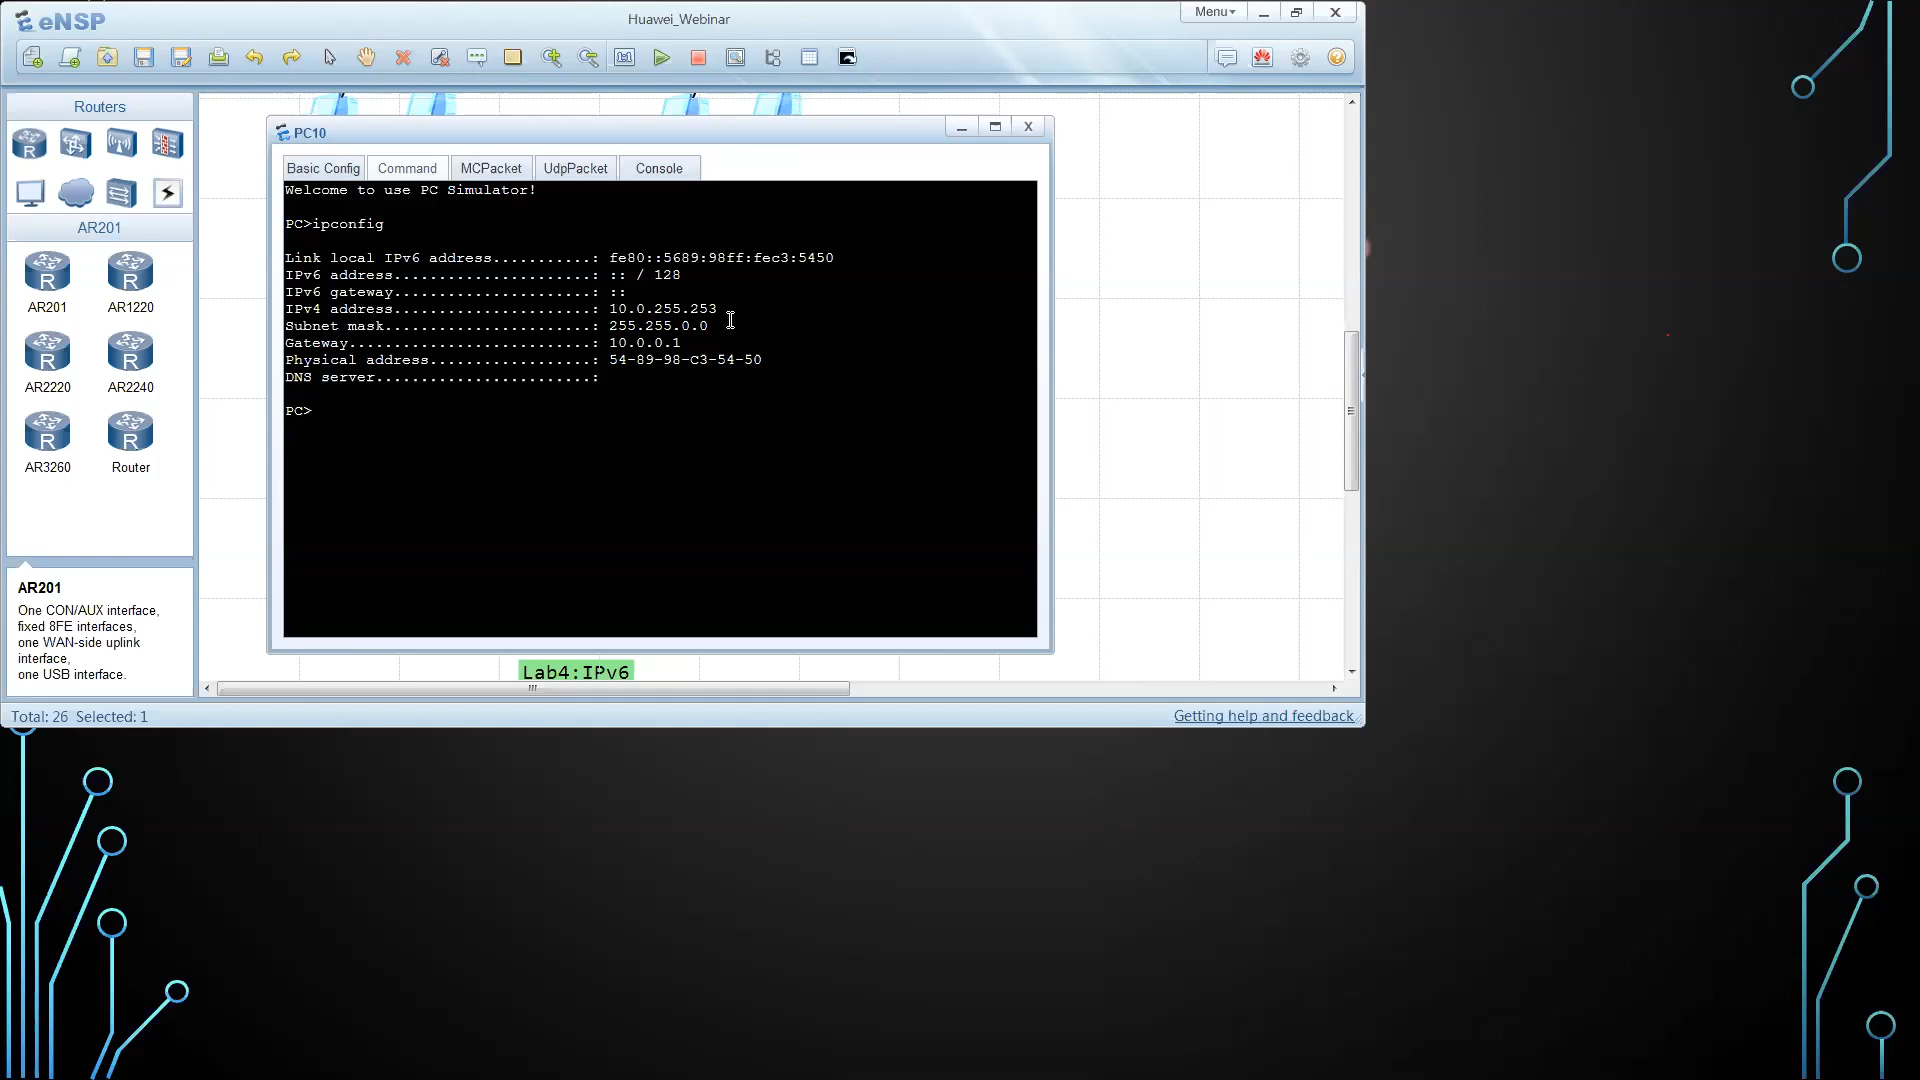 eNSP
Huawei_Webinar
Menu
Routers
AR201
AR201
AR1220
AR2220
AR2240
AR3260
Router
AR201
One CON/AUX interface,
fixed 8FE interfaces,
one WAN-side uplink
interface,
one USB interface.
PC10
Basic Config
Command
MCPacket
UdpPacket
Console
Welcome to use PC Simulator!
PC>ipconfig
Link local IPv6 address...........: fe80::5689:98ff:fec3:5450
IPv6 address......................: :: / 128
IPv6 gateway......................: ::
IPv4 address......................: 10.0.255.253
Subnet mask.......................: 255.255.0.0
Gateway...........................: 10.0.0.1
Physical address..................: 54-89-98-C3-54-50
DNS server........................:
PC>
Lab4:IPv6
Total: 26 Selected: 1
Getting help and feedback